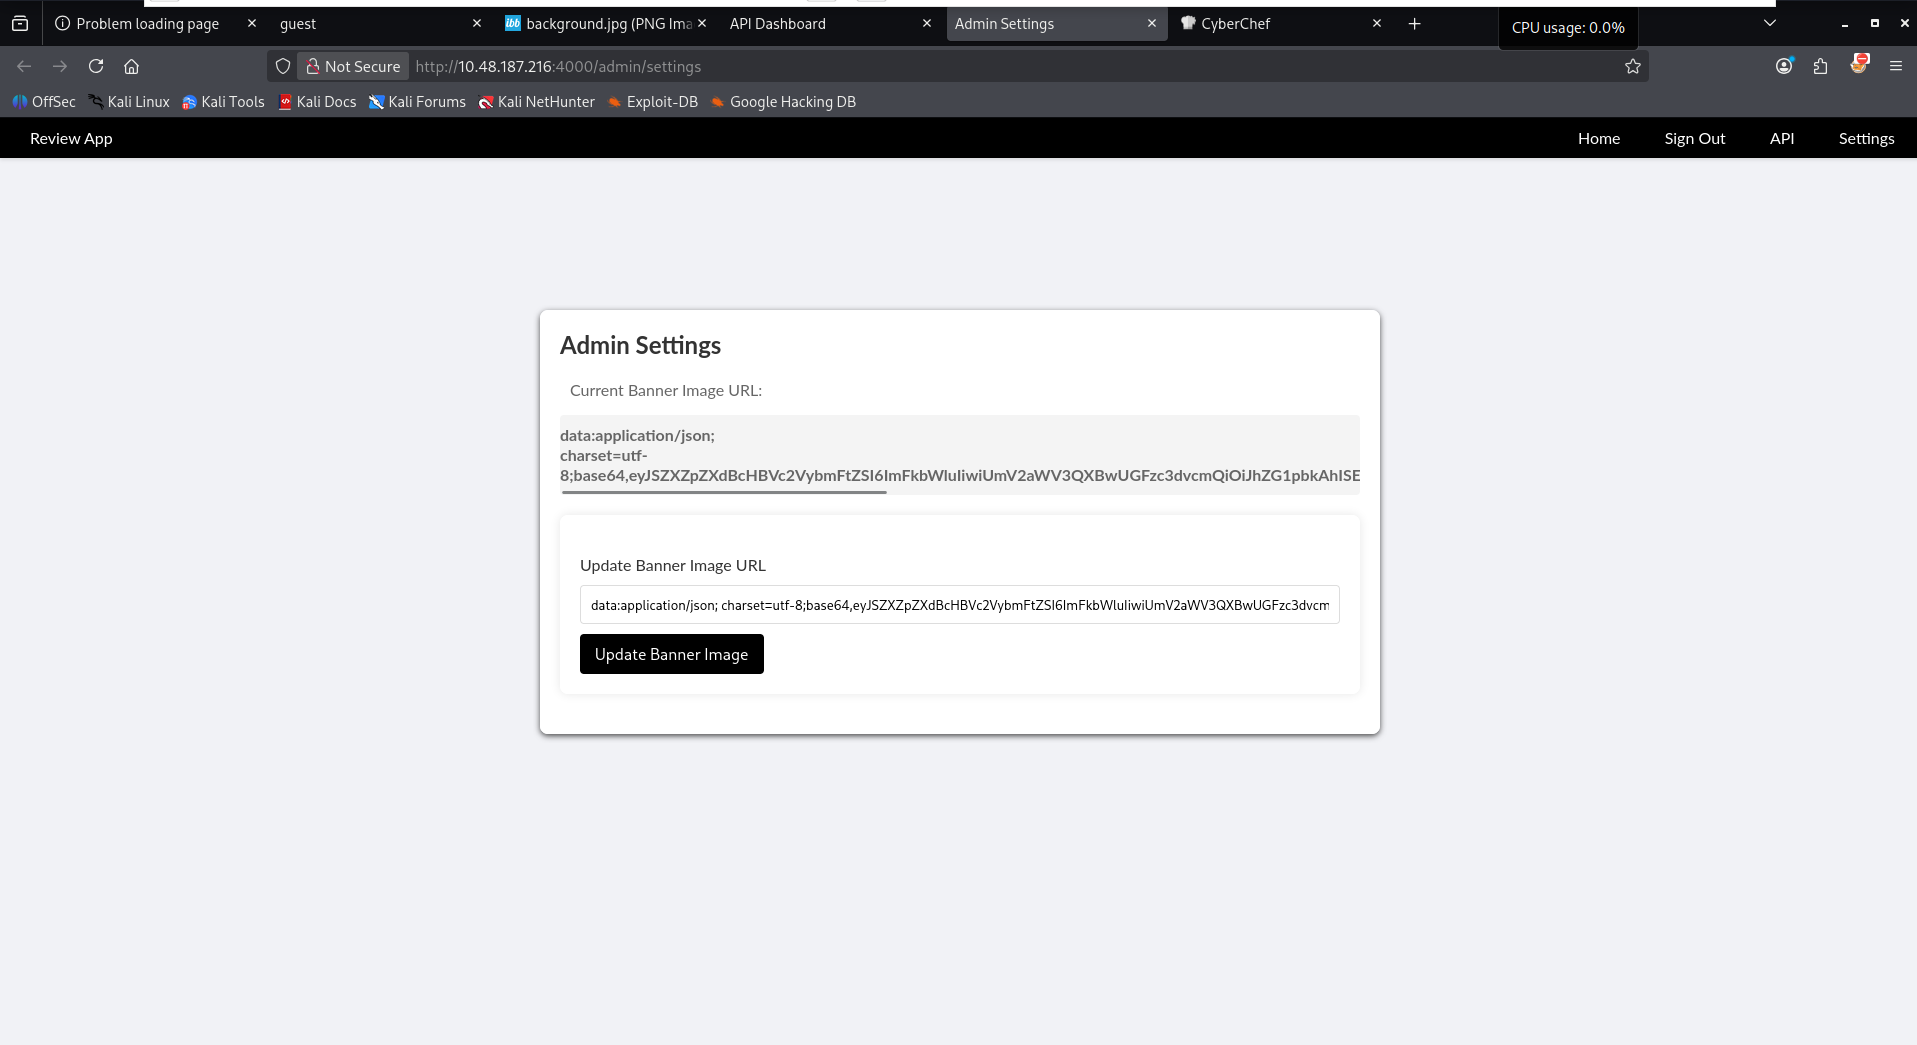 Problem loading page
guest
background.jpg (PNG Ima
API Dashboard
Admin Settings
CyberChef
CPU usage: 0.0%
Not Secure
http://10.48.187.216:4000/admin/settings
OffSec
Kali Linux
Kali Tools
Kali Docs
Kali Forums
Kali NetHunter
Exploit-DB
Google Hacking DB
Review App
Home
Sign Out
API
Settings
Admin Settings
Current Banner Image URL:
data:application/json;
charset=utf-
8;base64,eyJSZXZpZXdBcHBVc2VybmFtZSI6ImFkbWluIiwiUmV2aWV3QXBwUGFzc3dvcmQiOiJhZG1pbkAhISE
Update Banner Image URL
data:application/json; charset=utf-8;base64,eyJSZXZpZXdBcHBVc2VybmFtZSI6ImFkbWluIiwiUmV2aWV3QXBwUGFzc3dvcm
Update Banner Image